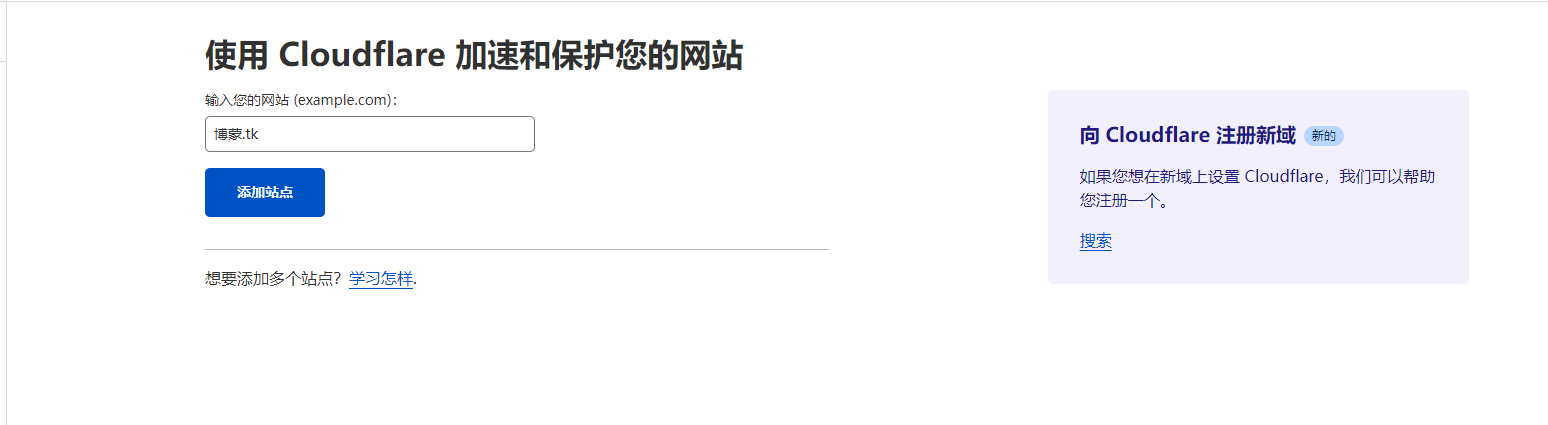 使用 Cloudflare 加速和保护您的网站
输入您的网站 (example.com)：
博蒙.tk
添加站点
想要添加多个站点？学习怎样.
向 Cloudflare 注册新域 新的
如果您想在新域上设置 Cloudflare，我们可以帮助
您注册一个。
搜索